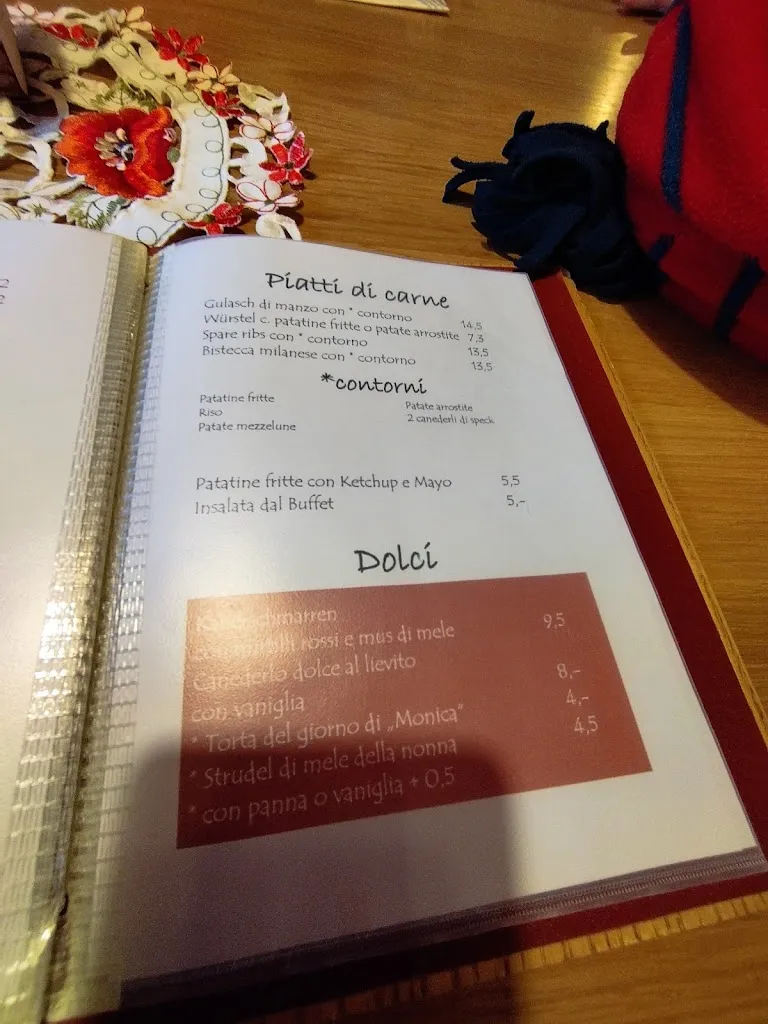 2
2
Piatti di carne
Gulasch di manzo con * contorno 14,5
Würstel c. patatine fritte o patate arrostite 7,3
Spare ribs con * contorno 13,5
Bistecca milanese con * contorno 13,5
*contorni
Patatine fritte Patate arrostite
Riso 2 canederli di speck
Patate mezzelune
Patatine fritte con Ketchup e Mayo 5,5
Insalata dal Buffet 5,-
Dolci
9,5
rossi e mus di mele
Canederlo dolce al lievito
con vaniglia 8,-
* Torta del giorno di „Monica“ 4,-
* Strudel di mele della nonna 4,5
* con panna o vaniglia + 0,5